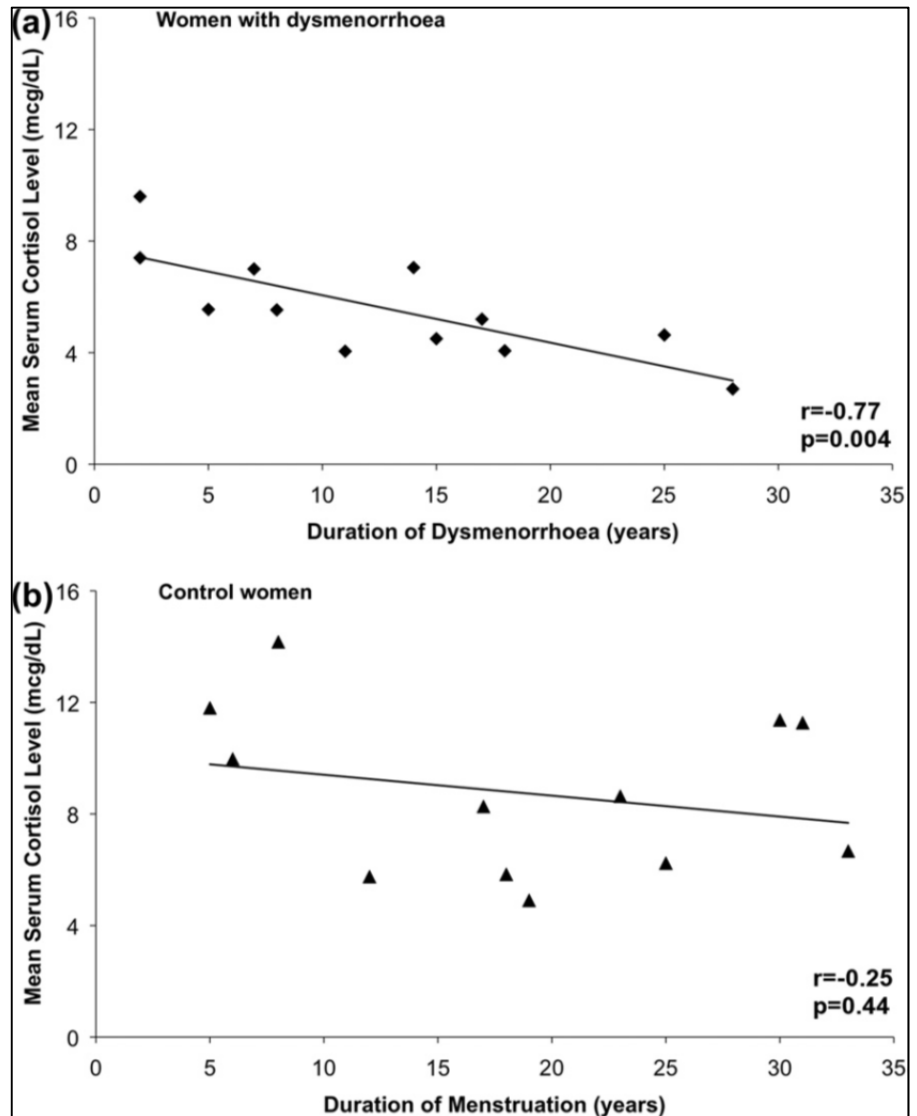 (a)
Women with dysmenorrhoea
Mean Serum Cortisol Level (mcg/dL)
16
12
8
4
0
0 5 10 15 20 25 30 35
r=-0.77
p=0.004
Duration of Dysmenorrhoea (years)
(b)
Control women
Mean Serum Cortisol Level (mcg/dL)
16
12
8
4
0
0 5 10 15 20 25 30 35
r=-0.25
p=0.44
Duration of Menstruation (years)